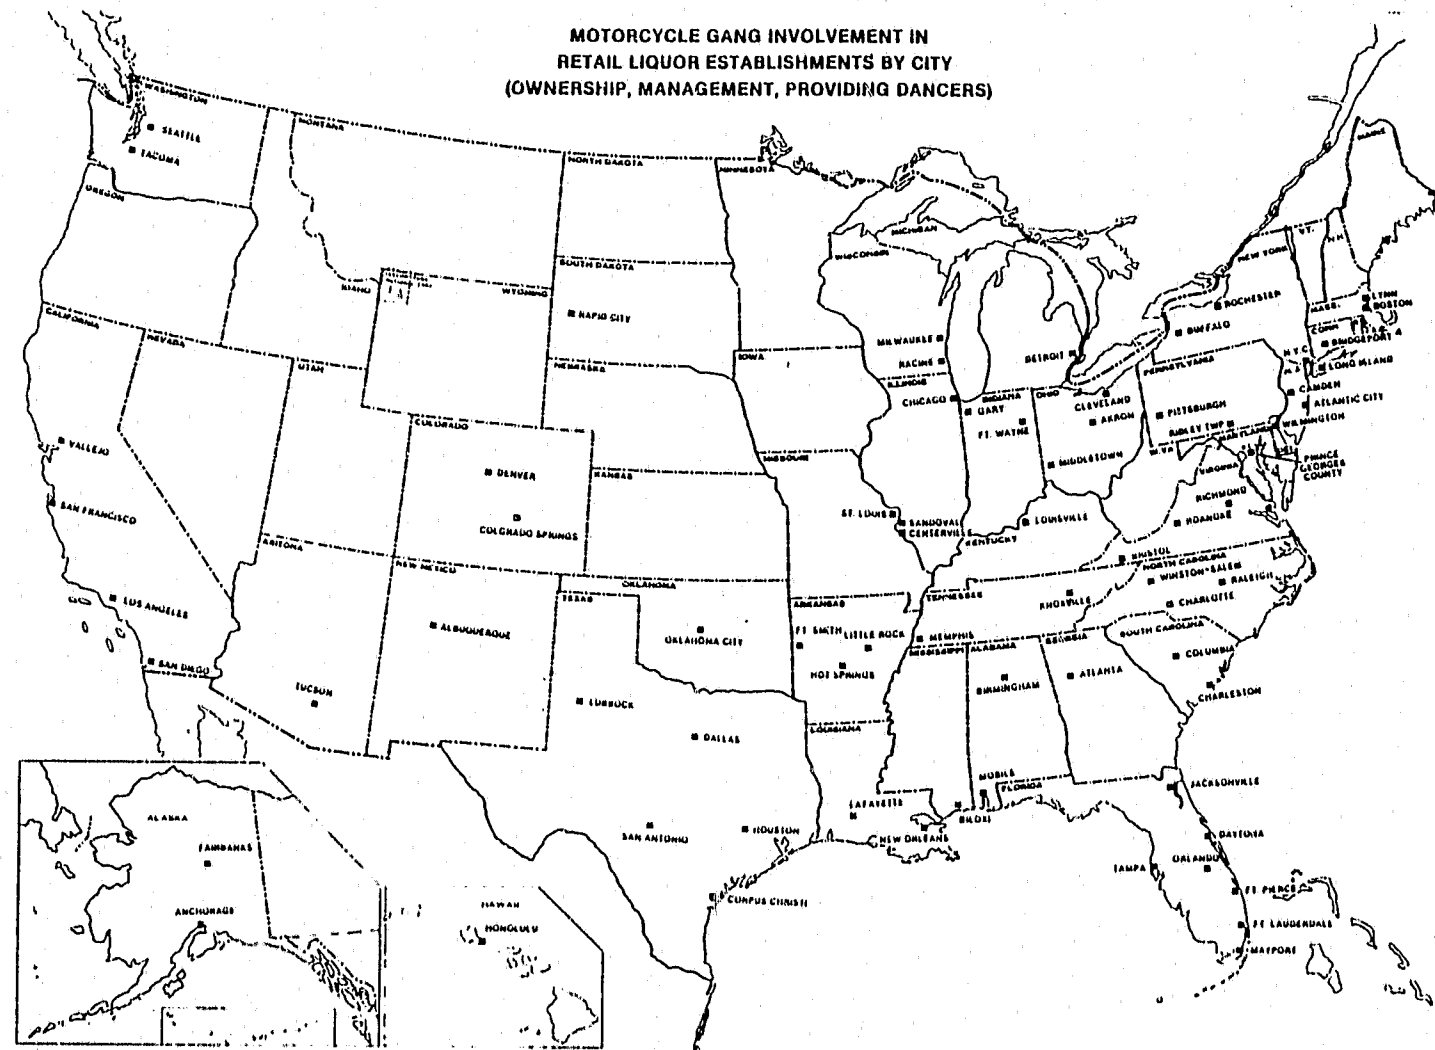 MOTORCYCLE GANG INVOLVEMENT IN
RETAIL LIQUOR ESTABLISHMENTS BY CITY
(OWNERSHIP, MANAGEMENT, PROVIDING DANCERS)
WASHINGTON
SEATTLE
TACOMA
OREGON
MONTANA
IDAHO
WYOMING
NORTH DAKOTA
SOUTH DAKOTA
RAPID CITY
MINNESOTA
WISCONSIN
MICHIGAN
MILWAUKEE
RACINE
DETROIT
MAINE
VT.
N.H.
NEW YORK
ROCHESTER
BUFFALO
MASS.
LYNN
BOSTON
CONN
BRIDGEPORT
N.Y.C.
LONG ISLAND
CALIFORNIA
NEVADA
UTAH
VALLEJO
SAN FRANCISCO
LOS ANGELES
SAN DIEGO
COLORADO
DENVER
COLORADO SPRINGS
NEBRASKA
KANSAS
IOWA
ILLINOIS
CHICAGO
INDIANA
GARY
FT. WAYNE
OHIO
CLEVELAND
AKRON
MIDDLETOWN
PENNSYLVANIA
PITTSBURGH
RIDLEY TWP
CAMDEN
ATLANTIC CITY
WILMINGTON
MARYLAND
W. VA
VIRGINIA
PRINCE
GEORGES
COUNTY
RICHMOND
ROANOKE
BRISTOL
MISSOURI
ST. LOUIS
SANDOVAL
CENTERVILLE
KENTUCKY
LOUISVILLE
ARIZONA
TUCSON
NEW MEXICO
ALBUQUERQUE
OKLAHOMA
OKLAHOMA CITY
TEXAS
LUBBOCK
DALLAS
SAN ANTONIO
HOUSTON
CORPUS CHRISTI
ARKANSAS
FT SMITH
LITTLE ROCK
HOT SPRINGS
LOUISIANA
LAFAYETTE
NEW ORLEANS
TENNESSEE
MEMPHIS
KNOXVILLE
NORTH CAROLINA
WINSTON-SALEM
RALEIGH
CHARLOTTE
SOUTH CAROLINA
COLUMBIA
CHARLESTON
MISSISSIPPI
BILOXI
ALABAMA
BIRMINGHAM
MOBILE
GEORGIA
ATLANTA
FLORIDA
JACKSONVILLE
DAYTONA
ORLANDO
TAMPA
FT PIERCE
FT LAUDERDALE
MAYPORT
ALASKA
FAIRBANKS
ANCHORAGE
HAWAII
HONOLULU